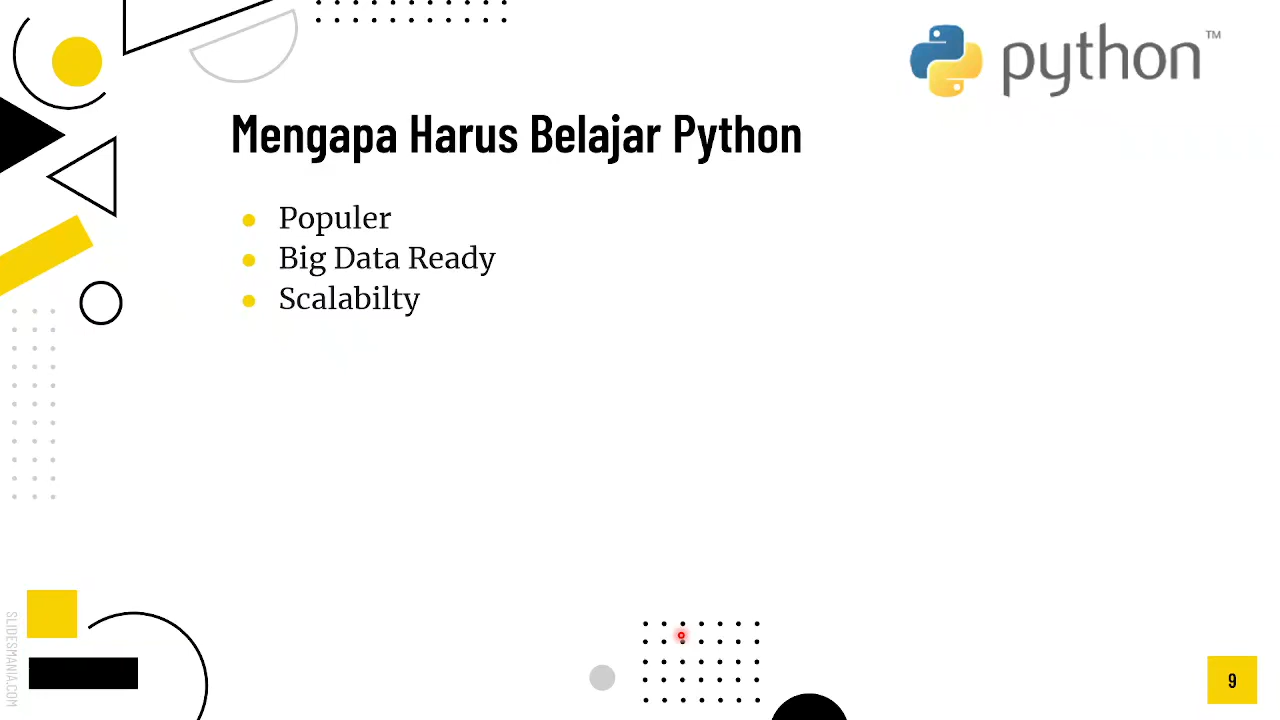 python™
Mengapa Harus Belajar Python
Populer
Big Data Ready
Scalabilty
SLIDESMANIA.COM
9